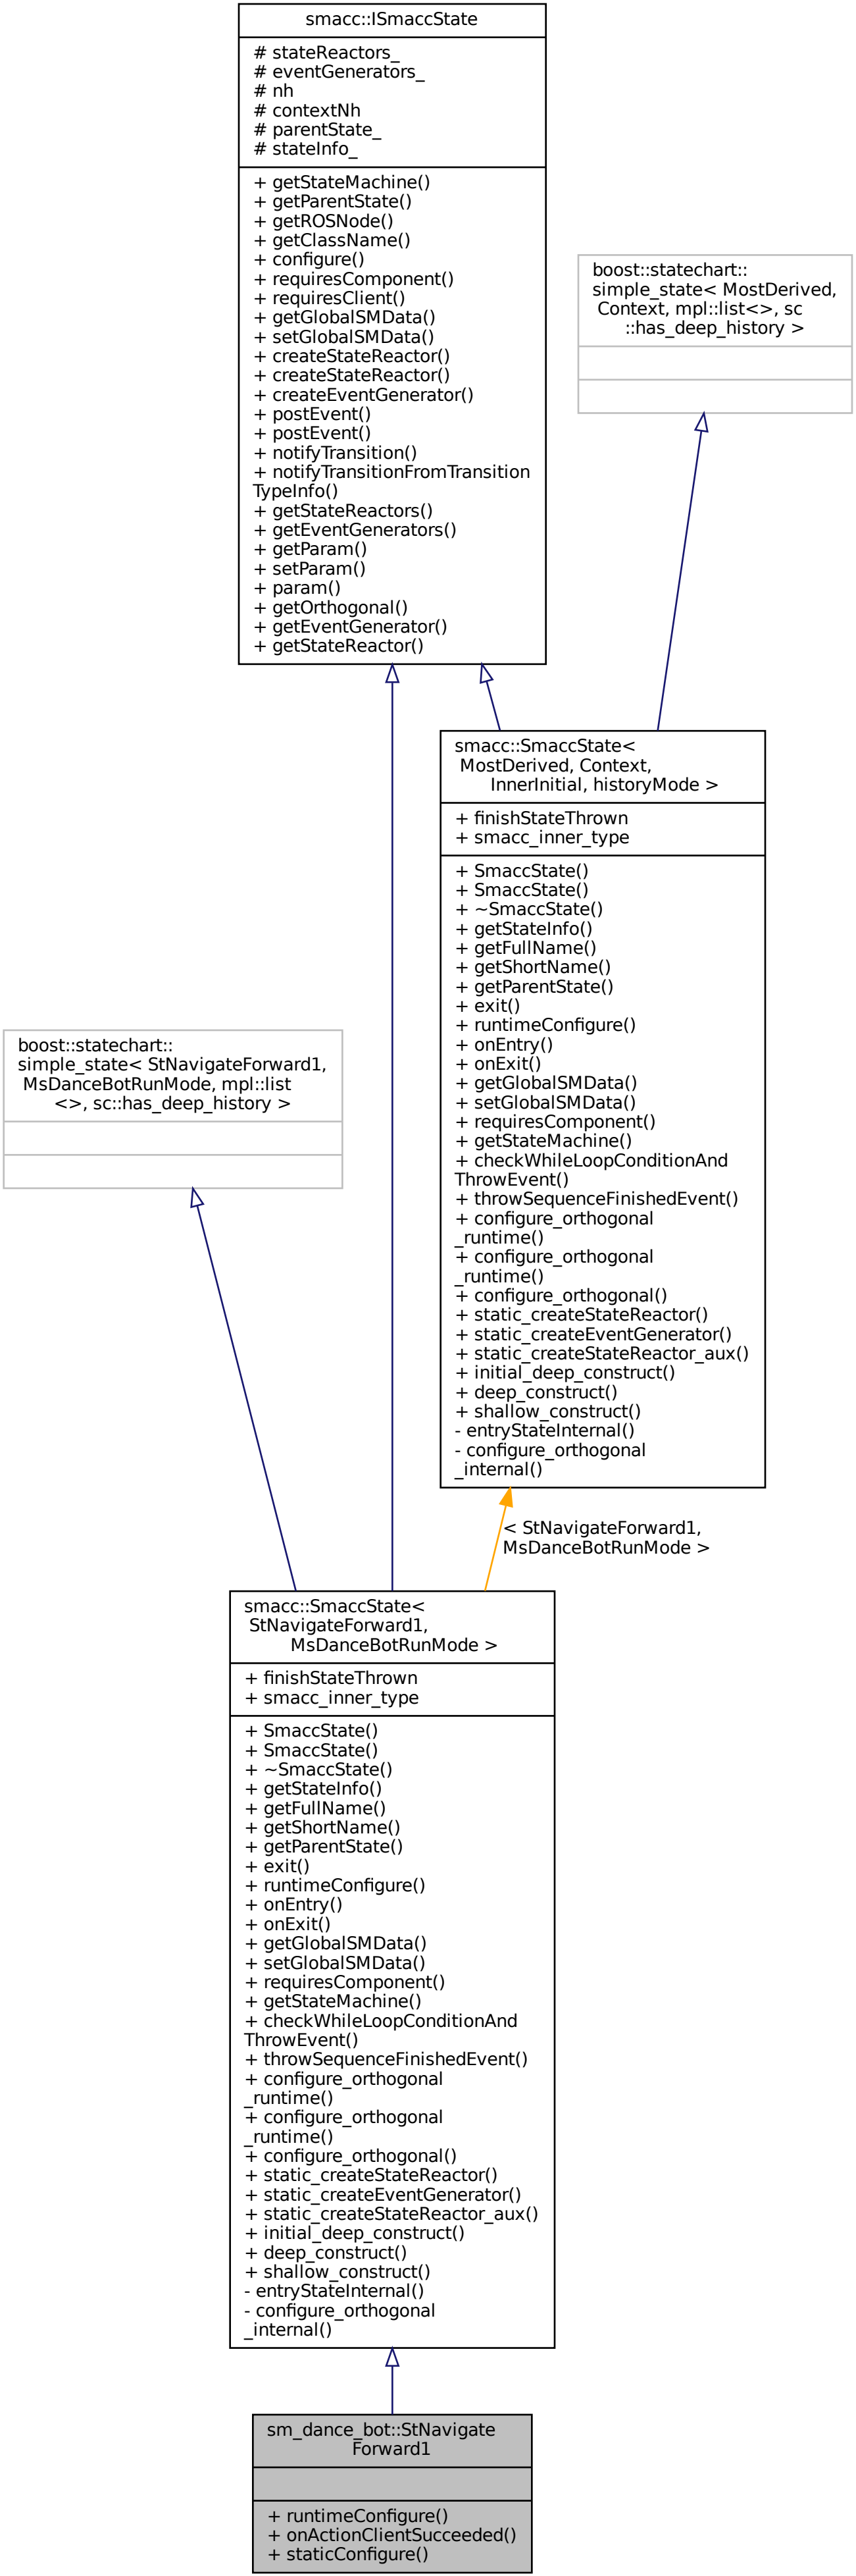 smacc::ISmaccState
# stateReactors_
# eventGenerators_
# nh
# contextNh
# parentState_
# stateInfo_
+ getStateMachine()
+ getParentState()
+ getROSNode()
+ getClassName()
+ configure()
+ requiresComponent()
+ requiresClient()
+ getGlobalSMData()
+ setGlobalSMData()
+ createStateReactor()
+ createStateReactor()
+ createEventGenerator()
+ postEvent()
+ postEvent()
+ notifyTransition()
+ notifyTransitionFromTransition
TypeInfo()
+ getStateReactors()
+ getEventGenerators()
+ getParam()
+ setParam()
+ param()
+ getOrthogonal()
+ getEventGenerator()
+ getStateReactor()
boost::statechart::
simple_state< MostDerived,
Context, mpl::list<>, sc
::has_deep_history >
smacc::SmaccState<
MostDerived, Context,
InnerInitial, historyMode >
+ finishStateThrown
+ smacc_inner_type
+ SmaccState()
+ SmaccState()
+ ~SmaccState()
+ getStateInfo()
+ getFullName()
+ getShortName()
+ getParentState()
+ exit()
+ runtimeConfigure()
+ onEntry()
+ onExit()
+ getGlobalSMData()
+ setGlobalSMData()
+ requiresComponent()
+ getStateMachine()
+ checkWhileLoopConditionAnd
ThrowEvent()
+ throwSequenceFinishedEvent()
+ configure_orthogonal
_runtime()
+ configure_orthogonal
_runtime()
+ configure_orthogonal()
+ static_createStateReactor()
+ static_createEventGenerator()
+ static_createStateReactor_aux()
+ initial_deep_construct()
+ deep_construct()
+ shallow_construct()
- entryStateInternal()
- configure_orthogonal
_internal()
boost::statechart::
simple_state< StNavigateForward1,
MsDanceBotRunMode, mpl::list
<>, sc::has_deep_history >
< StNavigateForward1,
MsDanceBotRunMode >
smacc::SmaccState<
StNavigateForward1,
MsDanceBotRunMode >
+ finishStateThrown
+ smacc_inner_type
+ SmaccState()
+ SmaccState()
+ ~SmaccState()
+ getStateInfo()
+ getFullName()
+ getShortName()
+ getParentState()
+ exit()
+ runtimeConfigure()
+ onEntry()
+ onExit()
+ getGlobalSMData()
+ setGlobalSMData()
+ requiresComponent()
+ getStateMachine()
+ checkWhileLoopConditionAnd
ThrowEvent()
+ throwSequenceFinishedEvent()
+ configure_orthogonal
_runtime()
+ configure_orthogonal
_runtime()
+ configure_orthogonal()
+ static_createStateReactor()
+ static_createEventGenerator()
+ static_createStateReactor_aux()
+ initial_deep_construct()
+ deep_construct()
+ shallow_construct()
- entryStateInternal()
- configure_orthogonal
_internal()
sm_dance_bot::StNavigate
Forward1
+ runtimeConfigure()
+ onActionClientSucceeded()
+ staticConfigure()